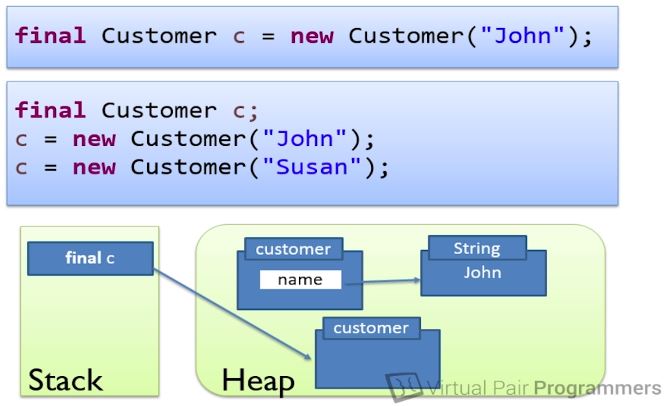 final Customer c = new Customer("John");
final Customer c;
c = new Customer("John");
c = new Customer("Susan");
final c
customer
name
String
John
customer
Stack
Heap
}{ Virtual Pair Programmers